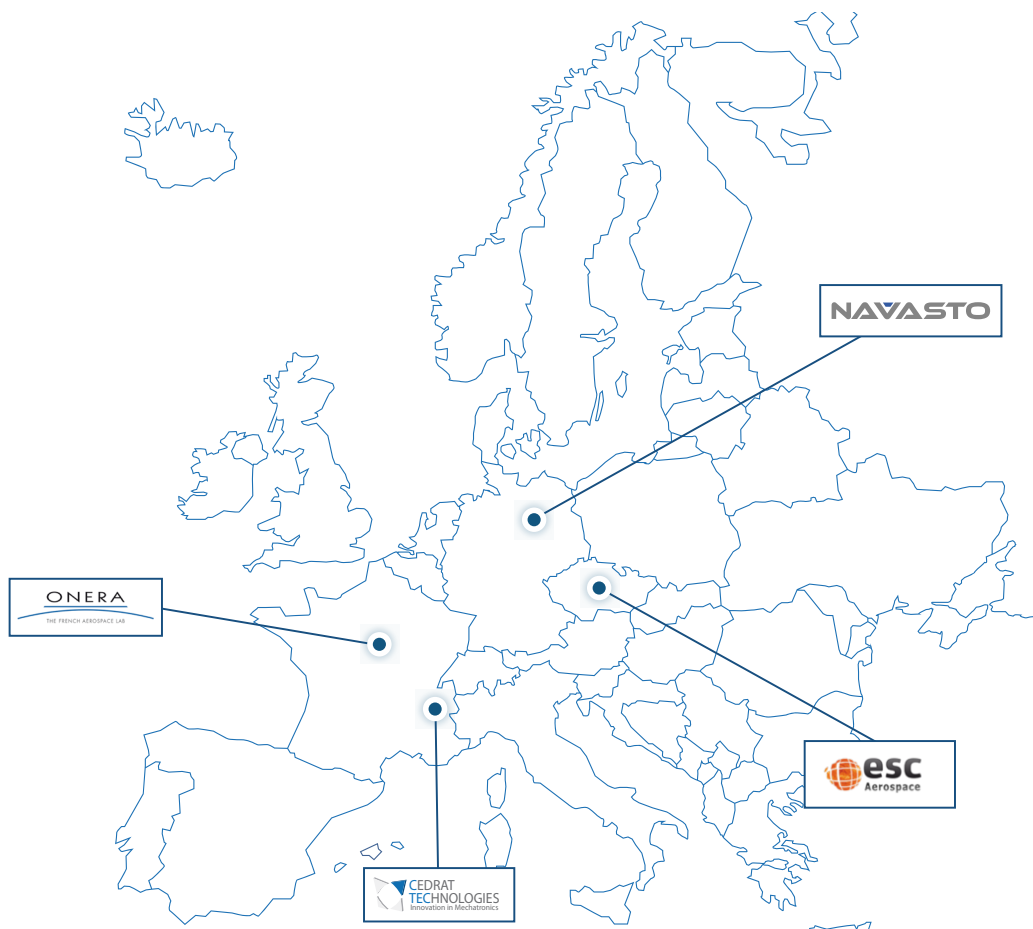 NAVASTO
ONERA
THE FRENCH AEROSPACE LAB
esc
Aerospace
CEDRAT
TECHNOLOGIES
Innovation in Mechatronics